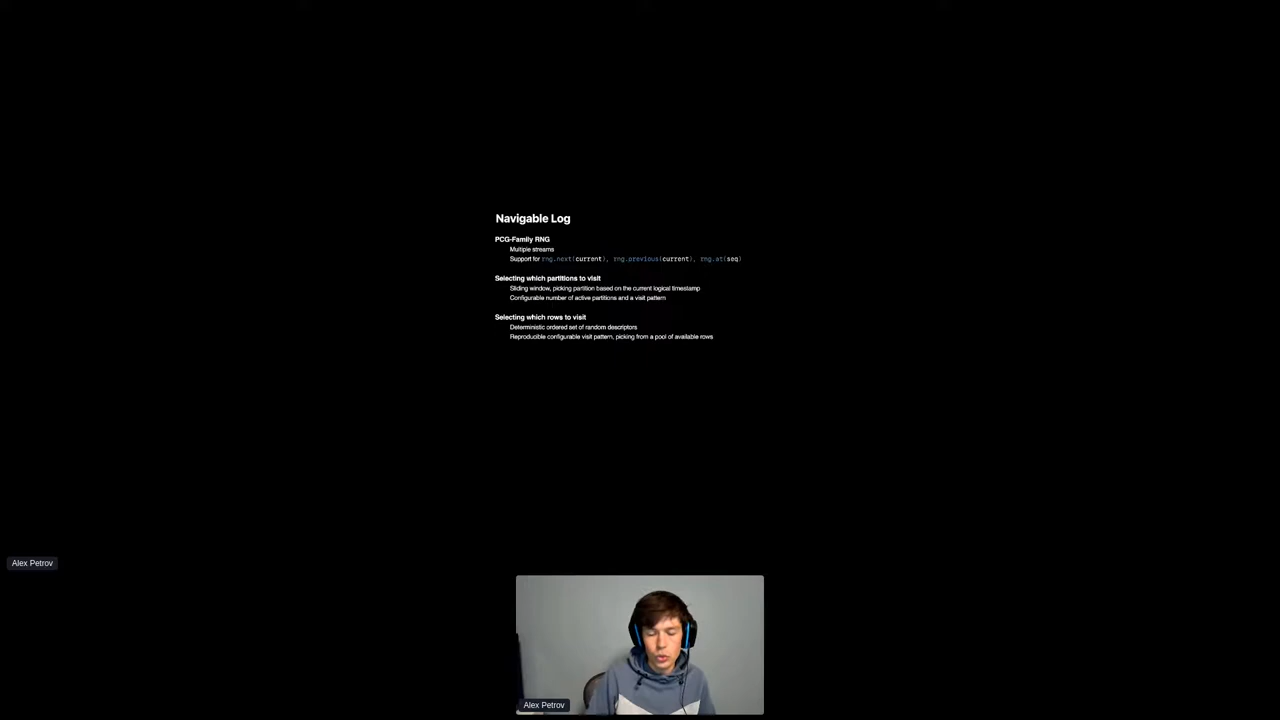 Navigable Log
PCG-Family RNG
Multiple streams
Support for rng.next(current), rng.previous(current), rng.at(seq)
Selecting which partitions to visit
Sliding window, picking partition based on the current logical timestamp
Configurable number of active partitions and a visit pattern
Selecting which rows to visit
Deterministic ordered set of random descriptors
Reproducible configurable visit pattern, picking from a pool of available rows
Alex Petrov
Alex Petrov